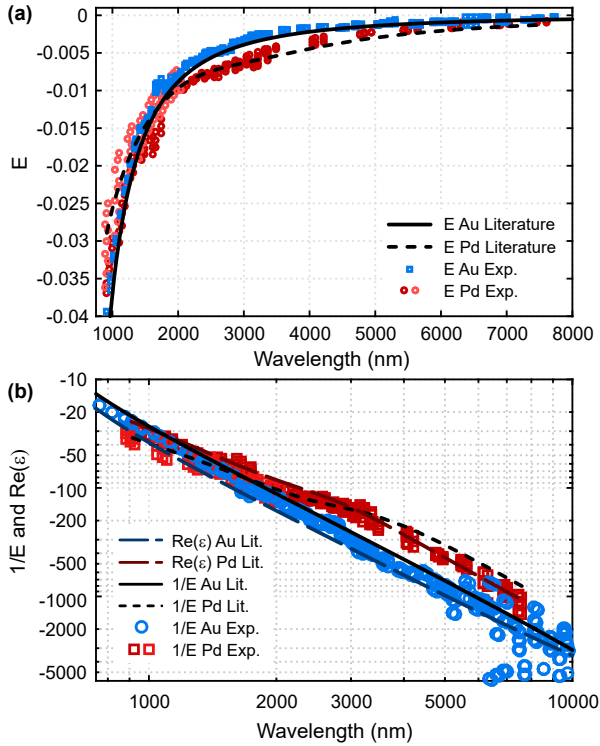 (a)
0
-0.005
-0.01
-0.015
-0.02
-0.025
-0.03
-0.035
-0.04
E
E Au Literature
E Pd Literature
E Au Exp.
E Pd Exp.
1000 2000 3000 4000 5000 6000 7000 8000
Wavelength (nm)
(b)
-10
-20
-50
-100
-200
-500
-1000
-2000
-5000
1/E and Re(ε)
Re(ε) Au Lit.
Re(ε) Pd Lit.
1/E Au Lit.
1/E Pd Lit.
1/E Au Exp.
1/E Pd Exp.
1000 2000 3000 5000 10000
Wavelength (nm)